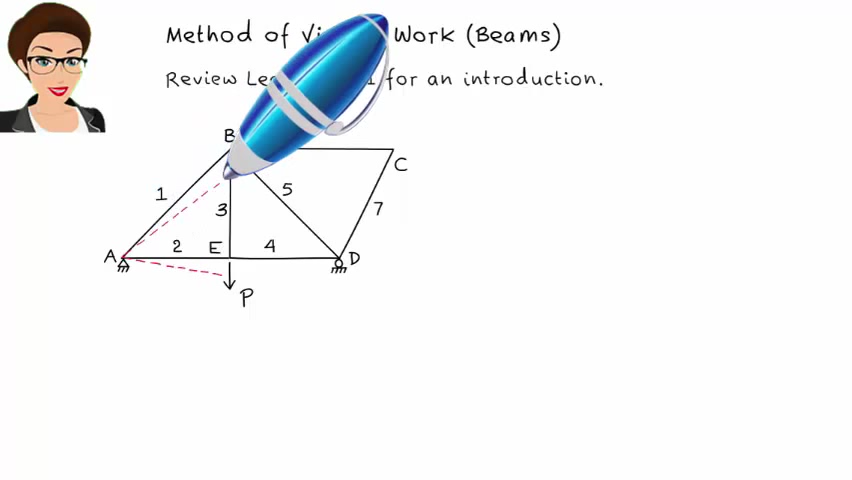 Method of Work (Beams)
Review for an introduction.
B
C
1
5
3
7
A
2
E
4
D
P